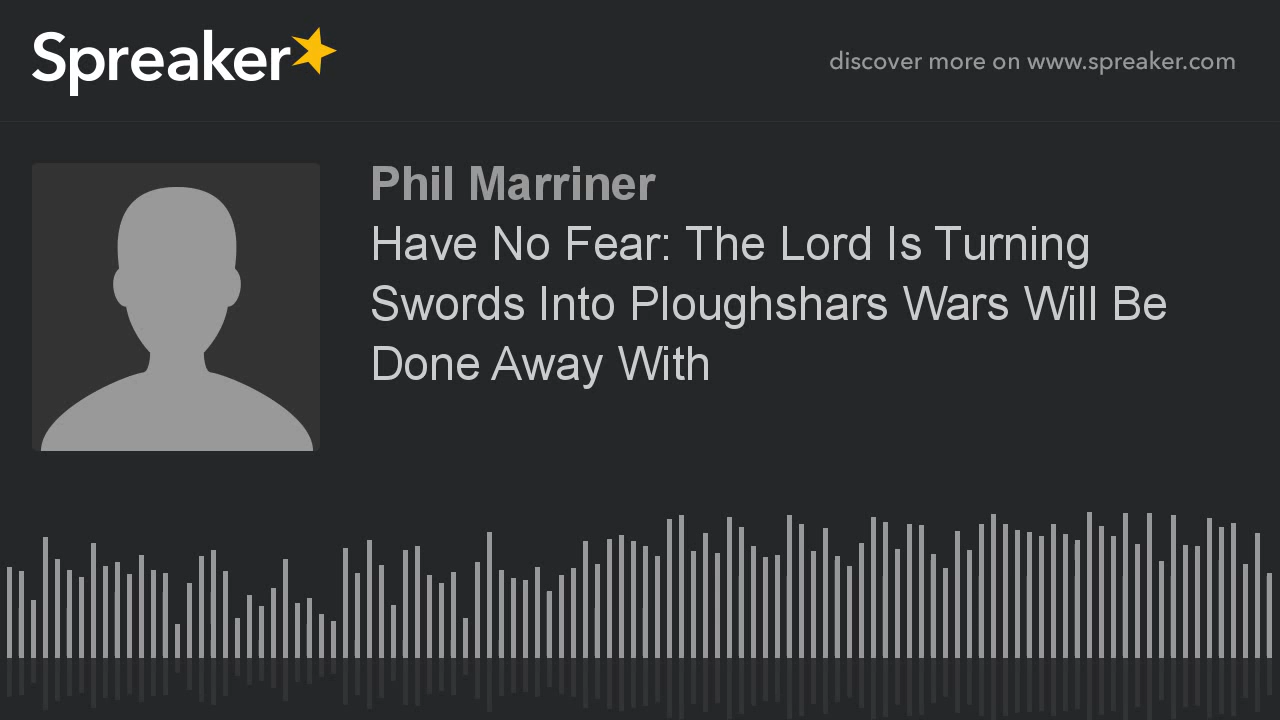 Spreaker
discover more on www.spreaker.com
Phil Marriner
Have No Fear: The Lord Is Turning
Swords Into Ploughshars Wars Will Be
Done Away With